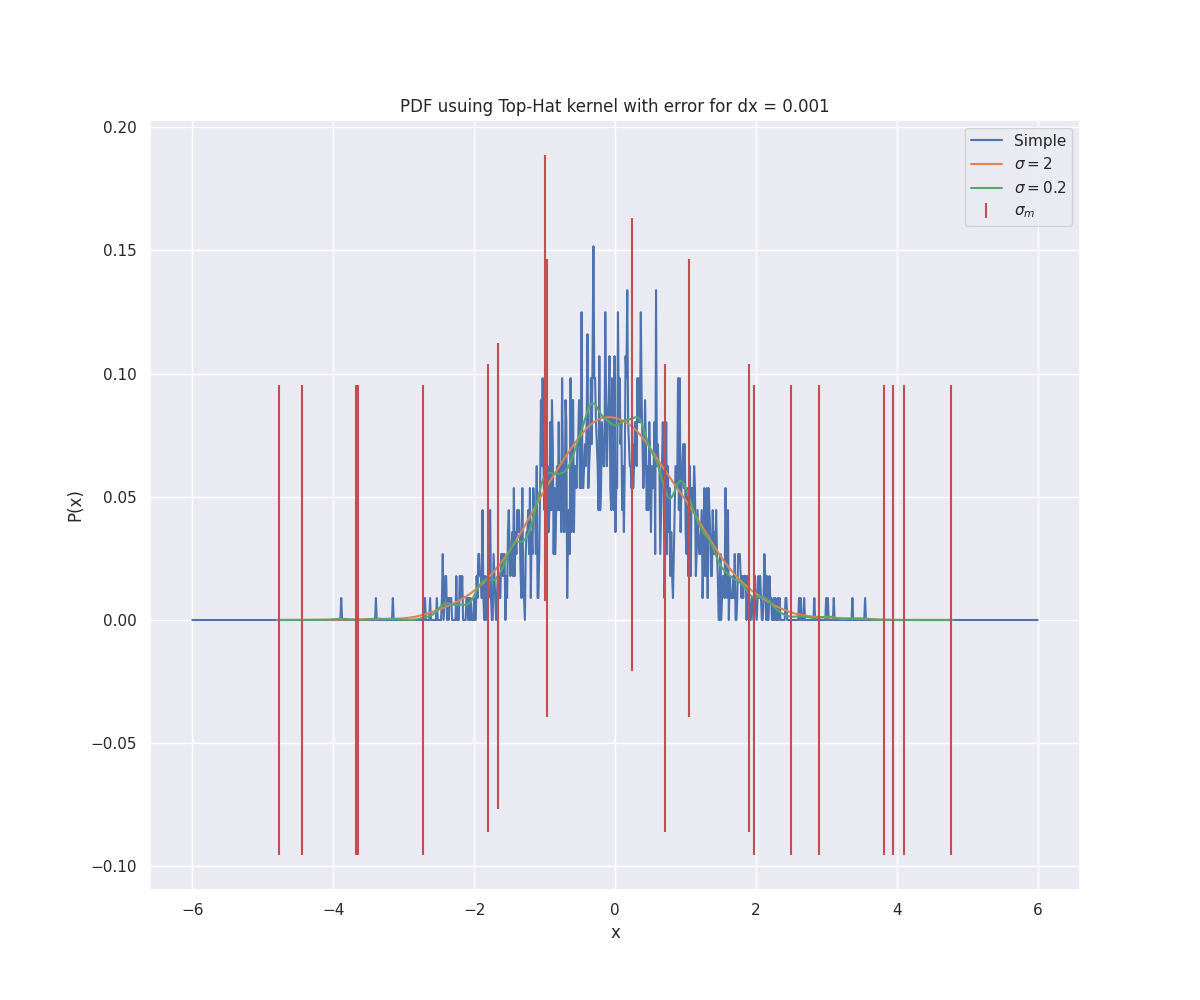 PDF usuing Top-Hat kernel with error for dx = 0.001
Simple
σ = 2
σ = 0.2
σm
0.20
0.15
0.10
0.05
0.00
−0.05
−0.10
P(x)
−6
−4
−2
0
2
4
6
x